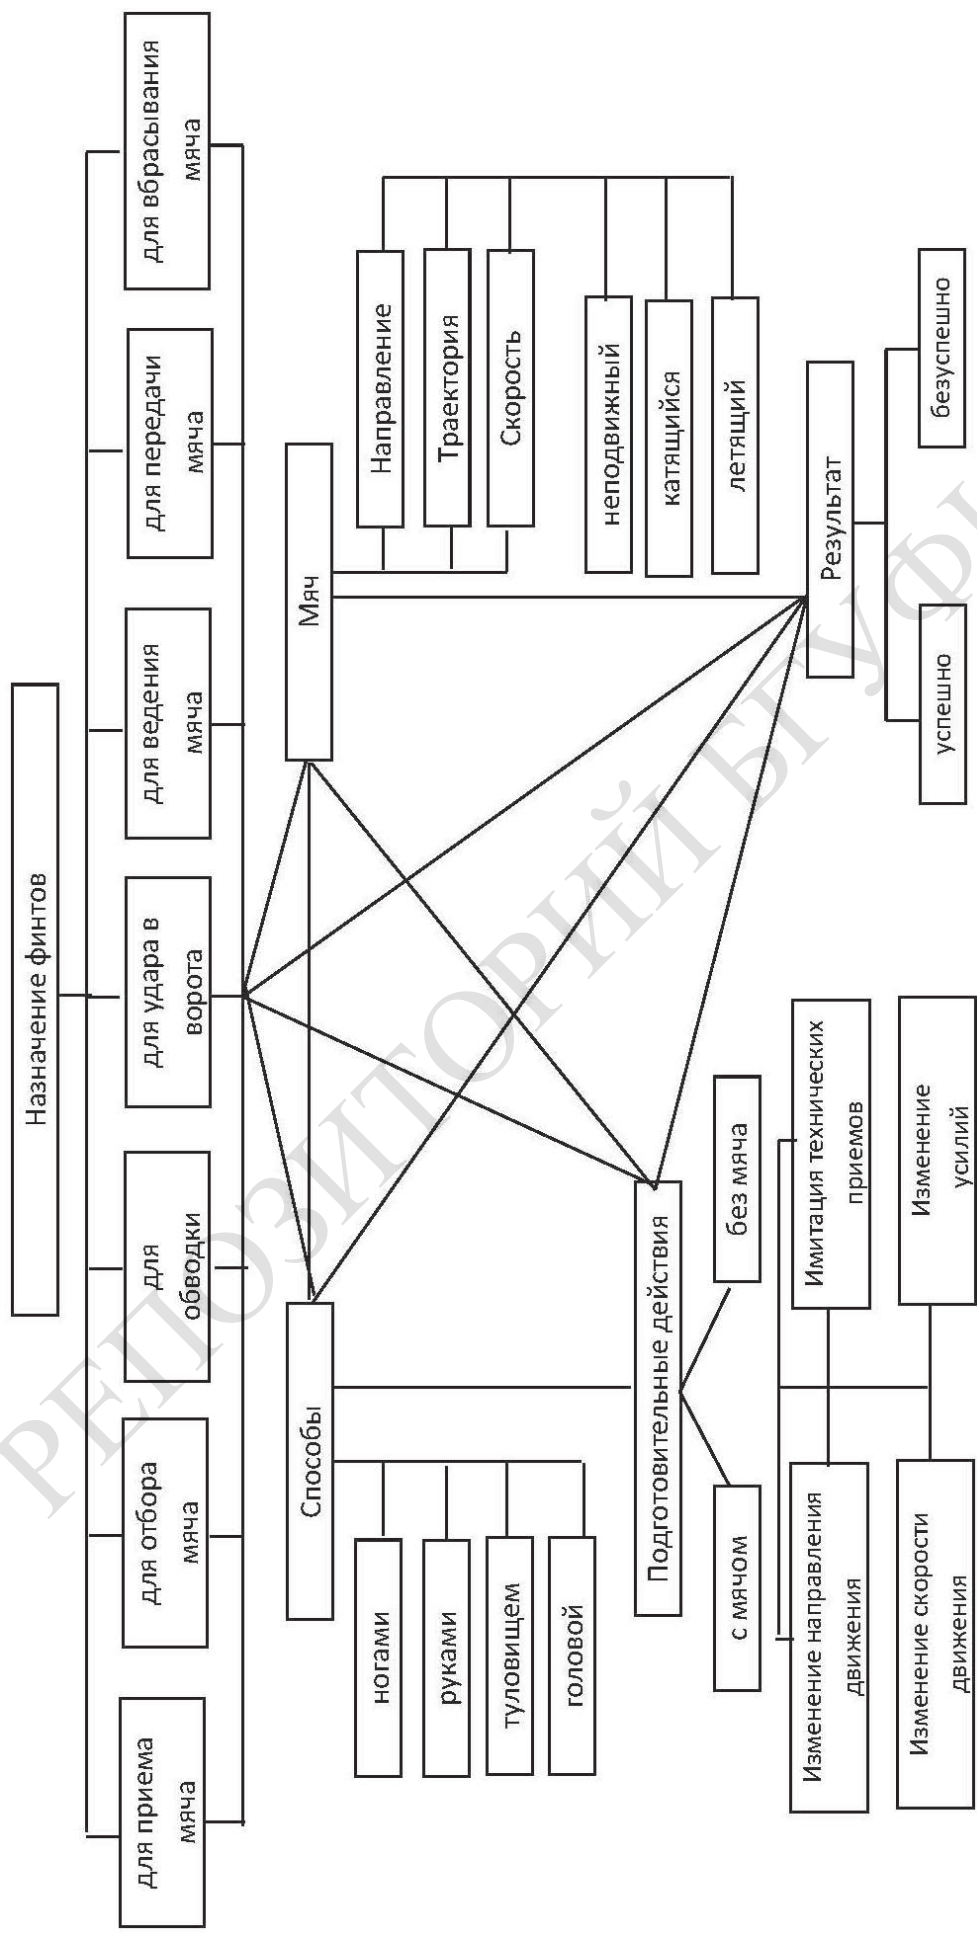 Назначение финтов
для приема
мяча
для отбора
мяча
для
обводки
для удара в
ворота
для ведения
мяча
для передачи
мяча
для вбрасывания
мяча
Способы
Мяч
ногами
руками
туловищем
головой
Направление
Траектория
Скорость
неподвижный
катящийся
летящий
Подготовительные действия
с мячом
без мяча
Изменение направления
движения
Имитация технических
приемов
Изменение скорости
движения
Изменение
усилий
Результат
успешно
безуспешно
РЕПОЗИТОРИЙ БГУФ